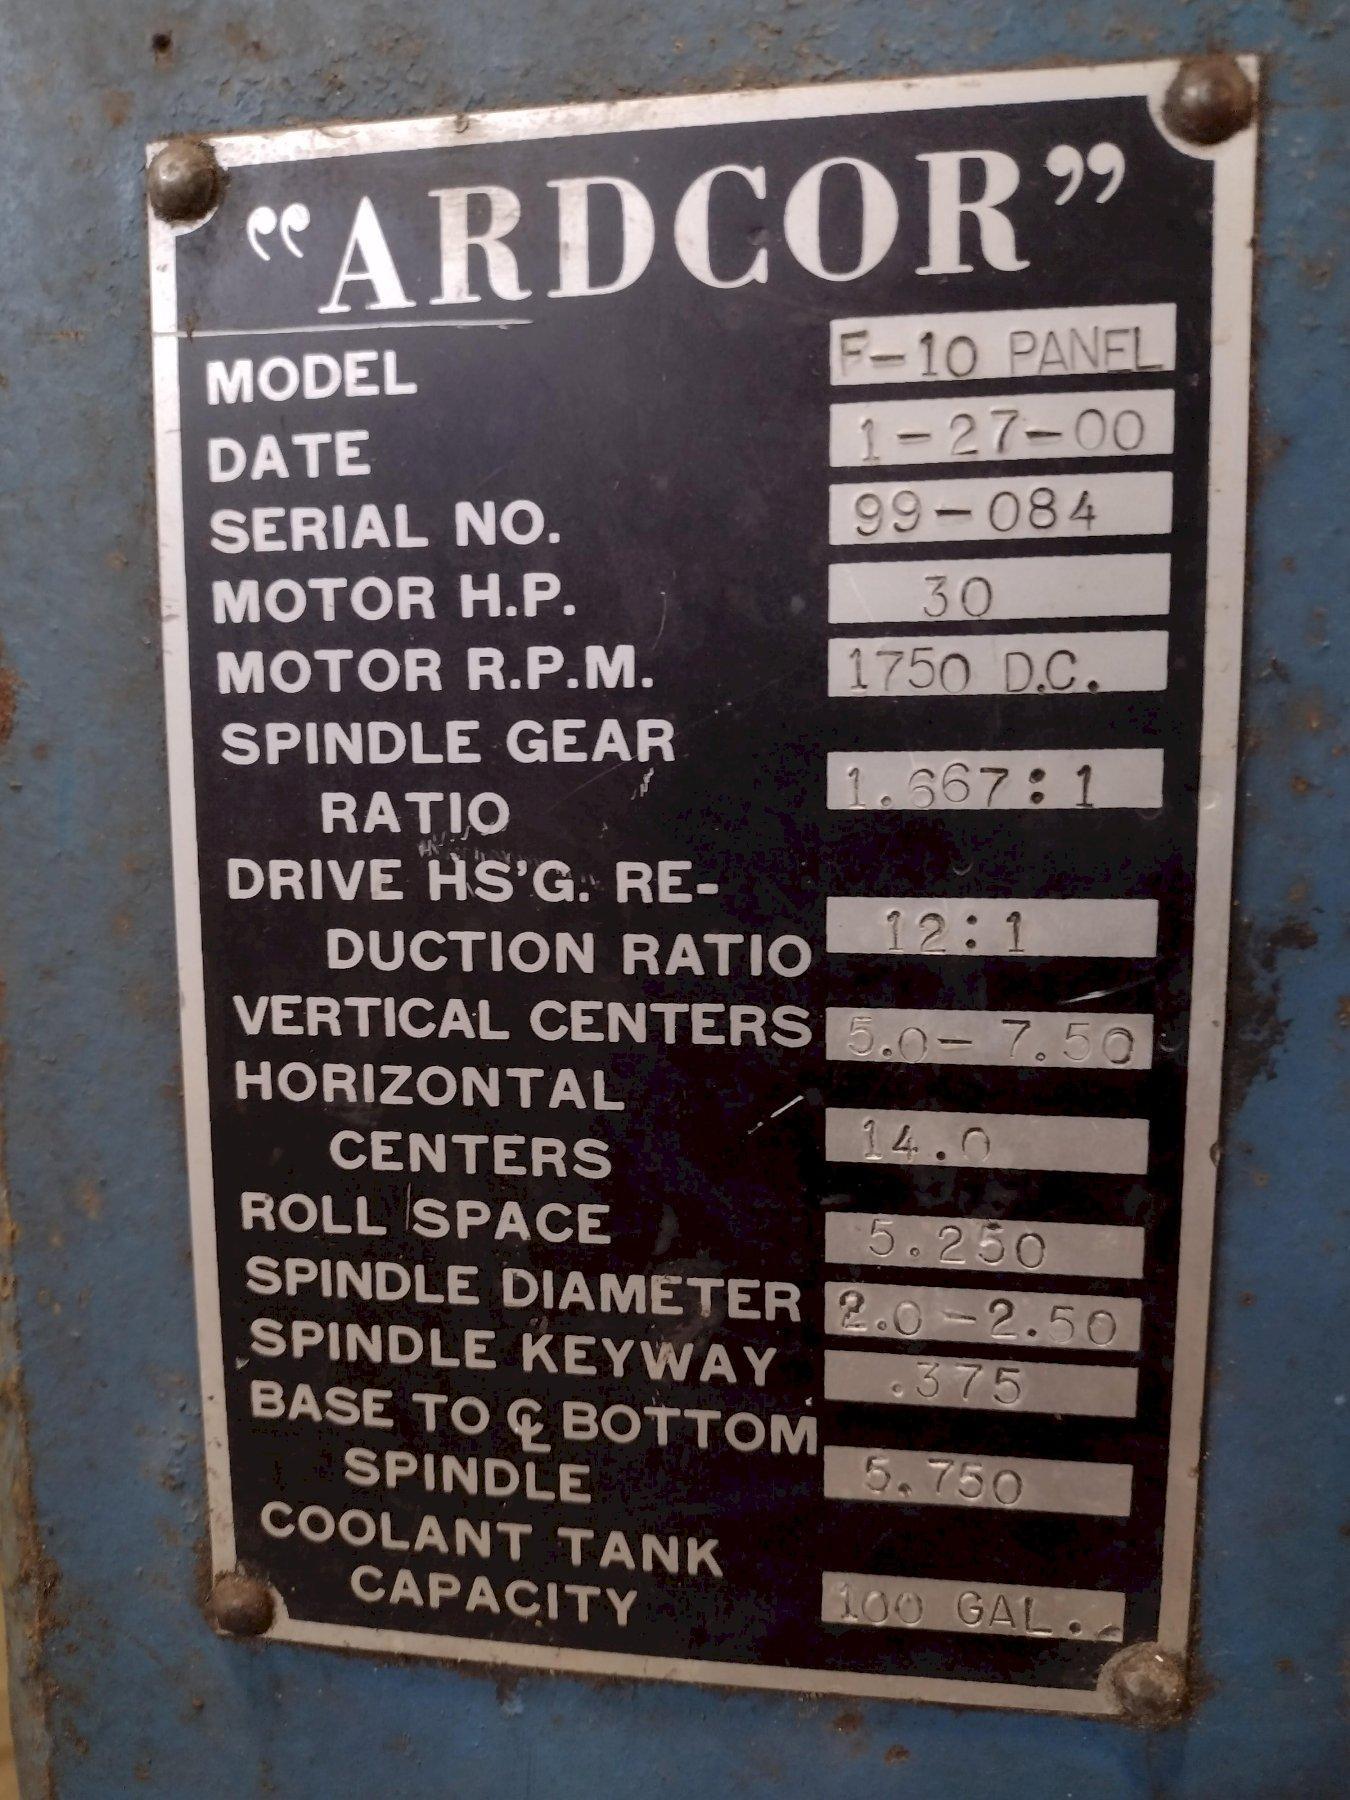 “ARDCOR”
MODEL F-10 PANEL
DATE 1-27-00
SERIAL NO. 99-084
MOTOR H.P. 30
MOTOR R.P.M. 1750 D.C.
SPINDLE GEAR
RATIO 1.667:1
DRIVE HS'G. RE-
DUCTION RATIO 12:1
VERTICAL CENTERS 5.0-7.50
HORIZONTAL
CENTERS 14.0
ROLL SPACE 5.250
SPINDLE DIAMETER 2.0-2.50
SPINDLE KEYWAY .375
BASE TO ℄ BOTTOM
SPINDLE 5.750
COOLANT TANK
CAPACITY 100 GAL..